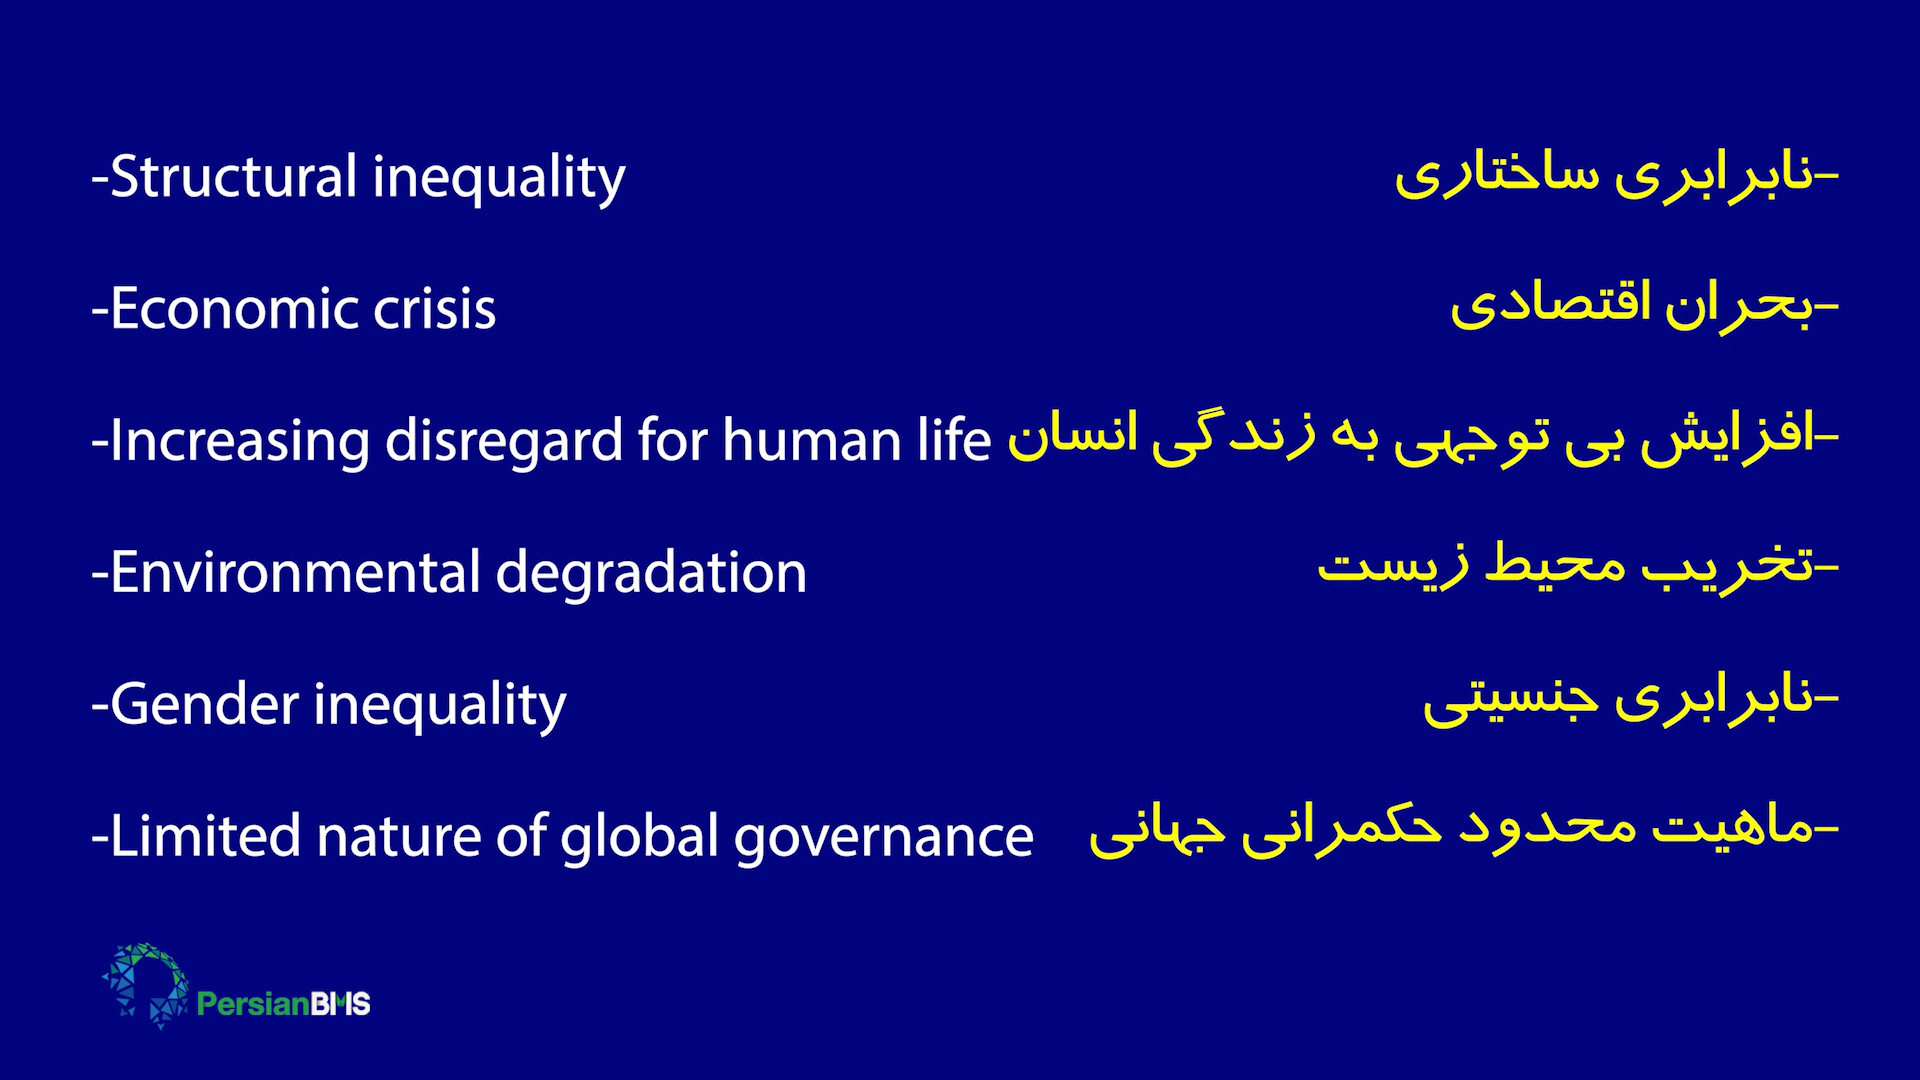 -Structural inequality
-نابرابری ساختاری
-Economic crisis
-بحران اقتصادی
-Increasing disregard for human life
-افزایش بی توجهی به زندگی انسان
-Environmental degradation
-تخریب محیط زیست
-Gender inequality
-نابرابری جنسیتی
-Limited nature of global governance
-ماهیت محدود حکمرانی جهانی
PersianBMS